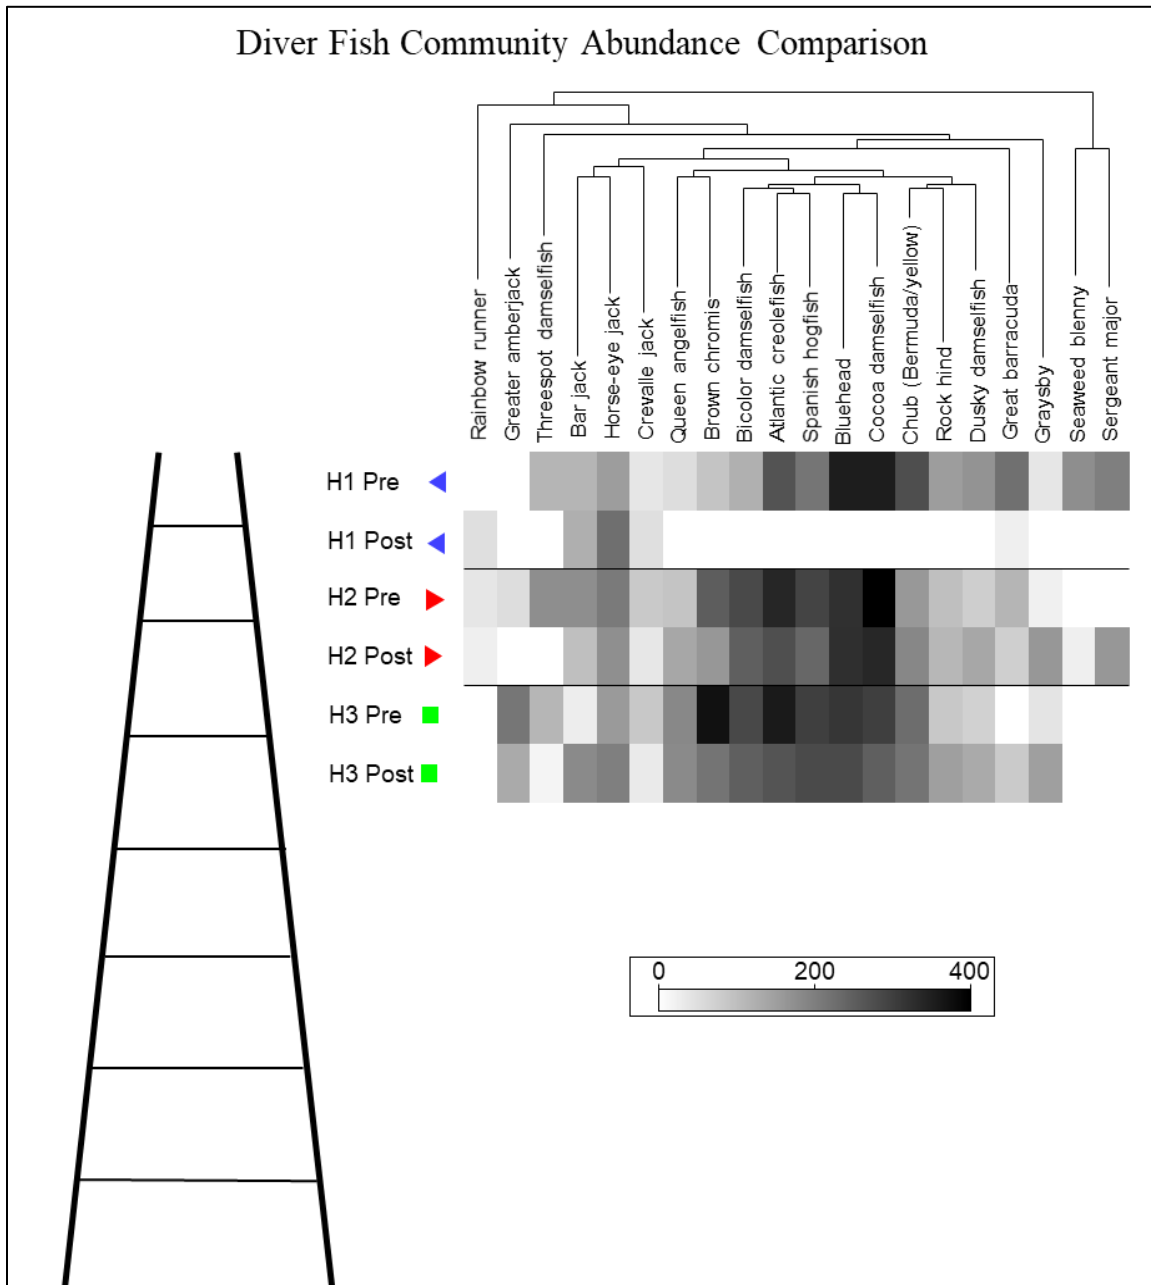 Diver Fish Community Abundance Comparison
Rainbow runner
Greater amberjack
Threespot damselfish
Bar jack
Horse-eye jack
Crevalle jack
Queen angelfish
Brown chromis
Bicolor damselfish
Atlantic creolefish
Spanish hogfish
Bluehead
Cocoa damselfish
Chub (Bermuda/yellow)
Rock hind
Dusky damselfish
Great barracuda
Graysby
Seaweed blenny
Sergeant major
H1 Pre
H1 Post
H2 Pre
H2 Post
H3 Pre
H3 Post
0 200 400